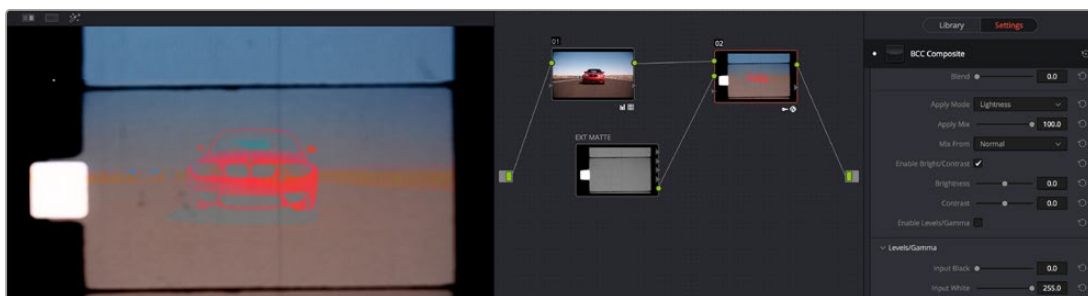 Library Settings
01
02
EXT MATTE
BCC Composite
Blend 0.0
Apply Mode Lightness
Apply Mix 100.0
Mix From Normal
Enable Bright/Contrast
Brightness 0.0
Contrast 0.0
Enable Levels/Gamma
Levels/Gamma
Input Black 0.0
Input White 255.0